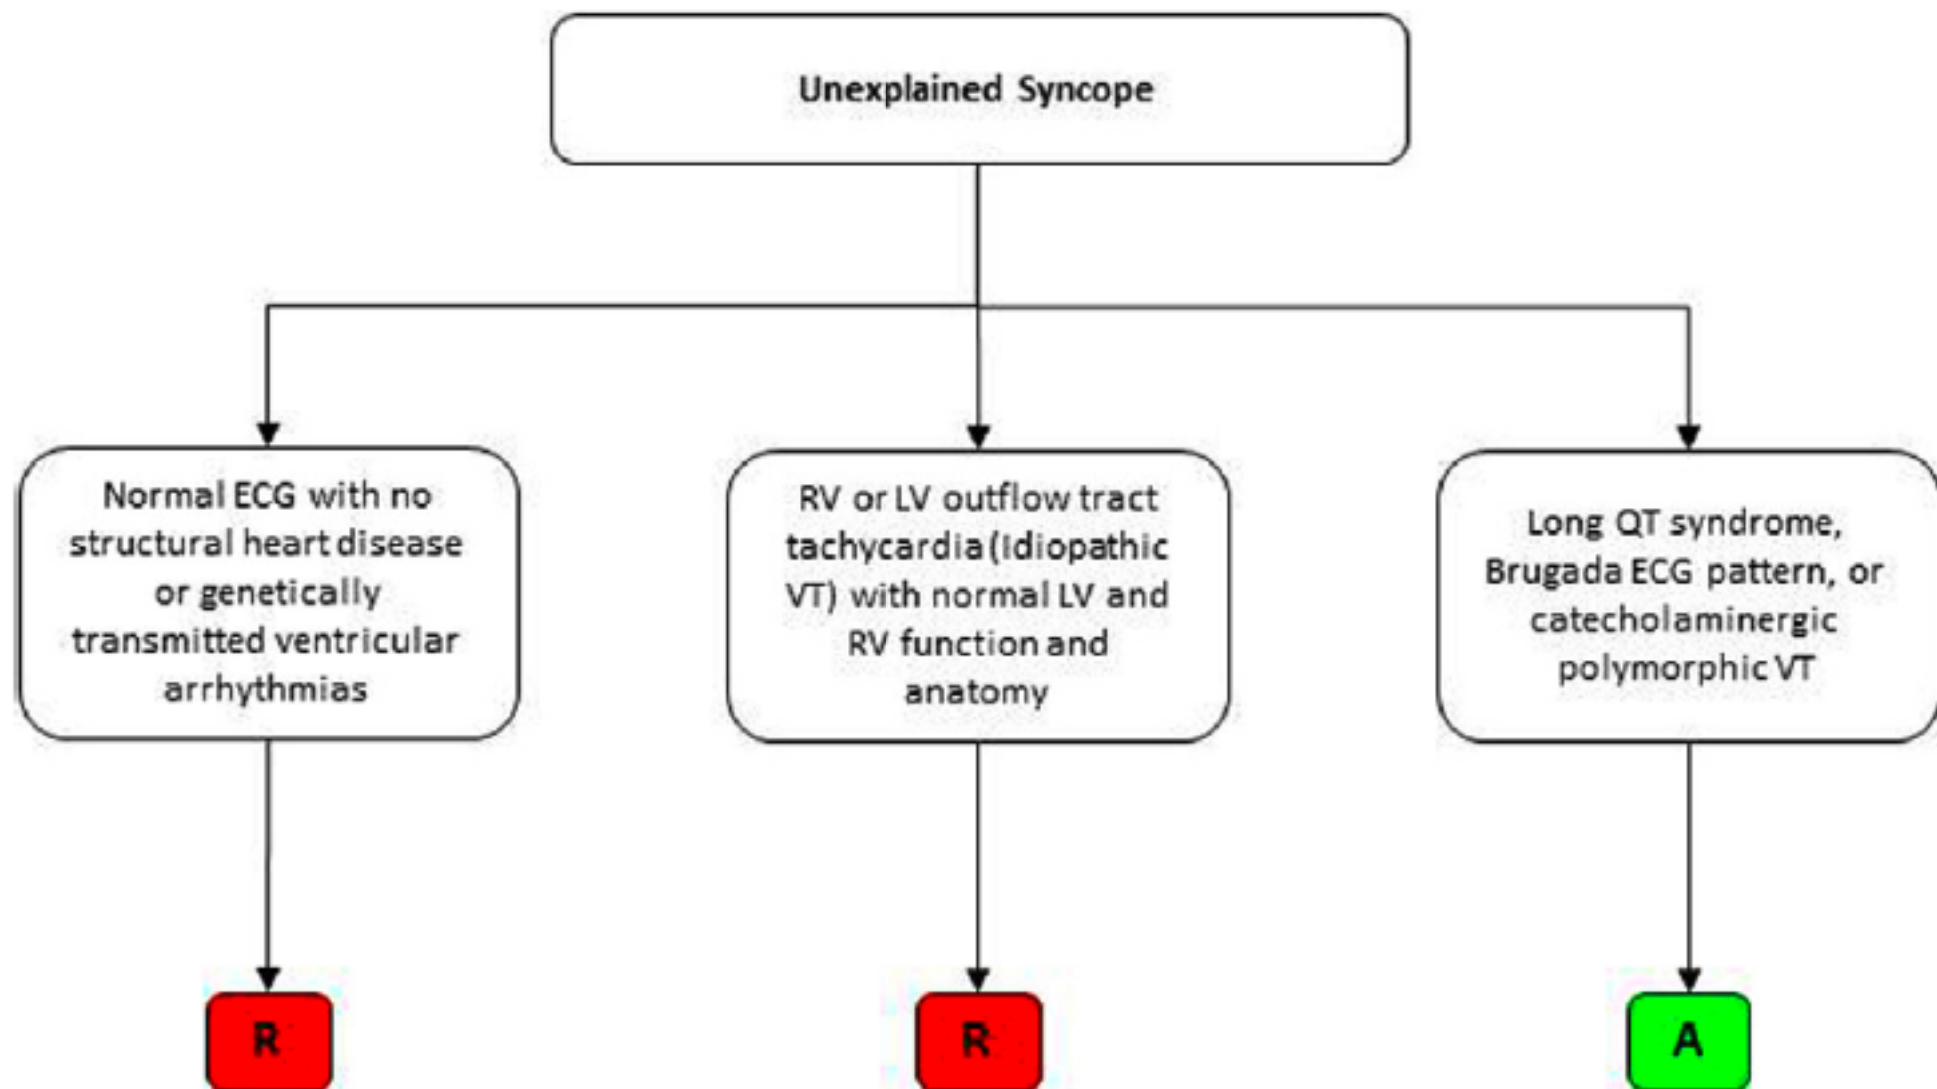 Unexplained Syncope
Normal ECG with no
structural heart disease
or genetically
transmitted ventricular
arrhythmias
RV or LV outflow tract
tachycardia (Idiopathic
VT) with normal LV and
RV function and
anatomy
Long QT syndrome,
Brugada ECG pattern, or
catecholaminergic
polymorphic VT
R
R
A